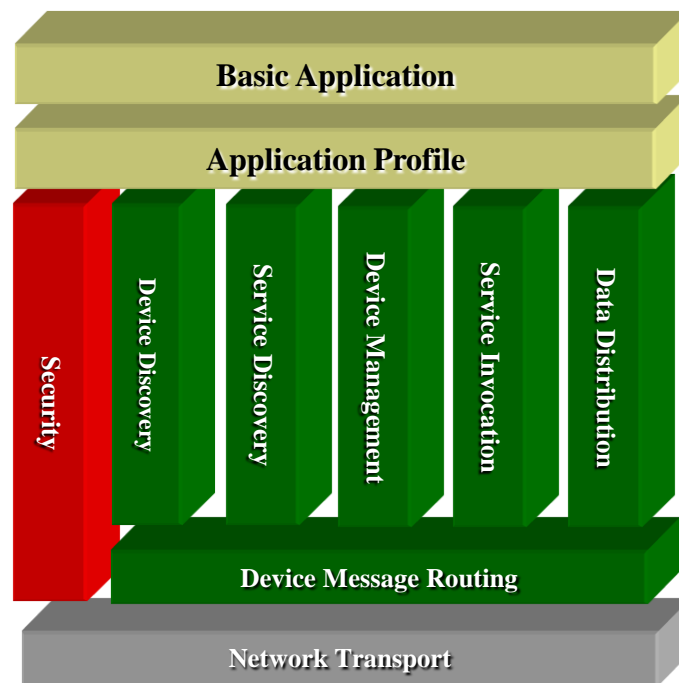 Basic Application
Application Profile
Security
Device Discovery
Service Discovery
Device Management
Service Invocation
Data Distribution
Device Message Routing
Network Transport